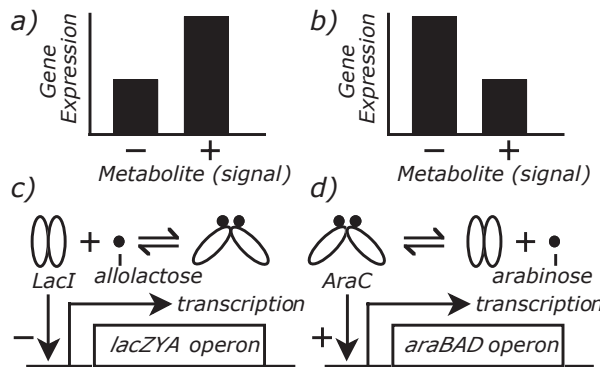 a)
Gene
Expression
− +
Metabolite (signal)
b)
Gene
Expression
− +
Metabolite (signal)
c)
+
LacI
allolactose
transcription
−
lacZYA operon
d)
+
AraC
arabinose
transcription
+
araBAD operon